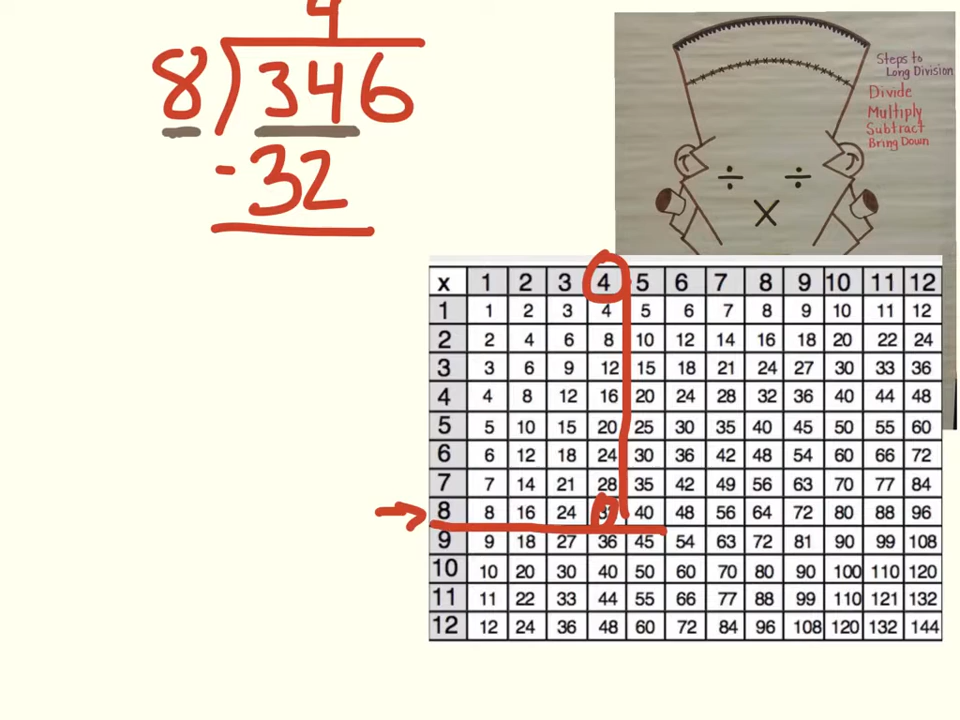 4
8)346
-32
Steps to
Long Division
Divide
Multiply
Subtract
Bring Down
÷ ÷
X
x 1 2 3 4 5 6 7 8 9 10 11 12
1 1 2 3 4 5 6 7 8 9 10 11 12
2 2 4 6 8 10 12 14 16 18 20 22 24
3 3 6 9 12 15 18 21 24 27 30 33 36
4 4 8 12 16 20 24 28 32 36 40 44 48
5 5 10 15 20 25 30 35 40 45 50 55 60
6 6 12 18 24 30 36 42 48 54 60 66 72
7 7 14 21 28 35 42 49 56 63 70 77 84
8 8 16 24 32 40 48 56 64 72 80 88 96
9 9 18 27 36 45 54 63 72 81 90 99 108
10 10 20 30 40 50 60 70 80 90 100 110 120
11 11 22 33 44 55 66 77 88 99 110 121 132
12 12 24 36 48 60 72 84 96 108 120 132 144